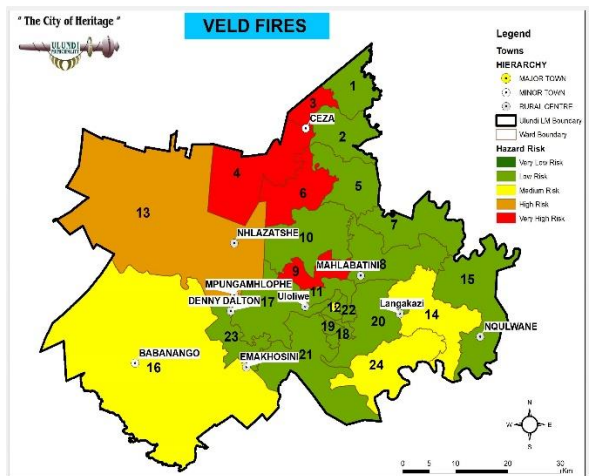 " The City of Heritage "
ULUNDI
MUNICIPALITY
VELD FIRES
Legend
Towns
HIERARCHY
MAJOR TOWN
MINOR TOWN
RURAL CENTRE
Ulundi LM Boundary
Ward Boundary
Hazard Risk
Very Low Risk
Low Risk
Medium Risk
High Risk
Very High Risk
1
3
CEZA
2
4
5
6
13
7
10
NHLAZATSHE
9
MAHLABATINI
8
15
MPUNGAMHLOPHE
11
DENNY DALTON
17
Uloliwe
12
22
Langakazi
14
19
20
18
NQULWANE
23
BABANANGO
16
EMAKHOSINI
21
24
N
W
E
S
0 5 10 20 30
Km